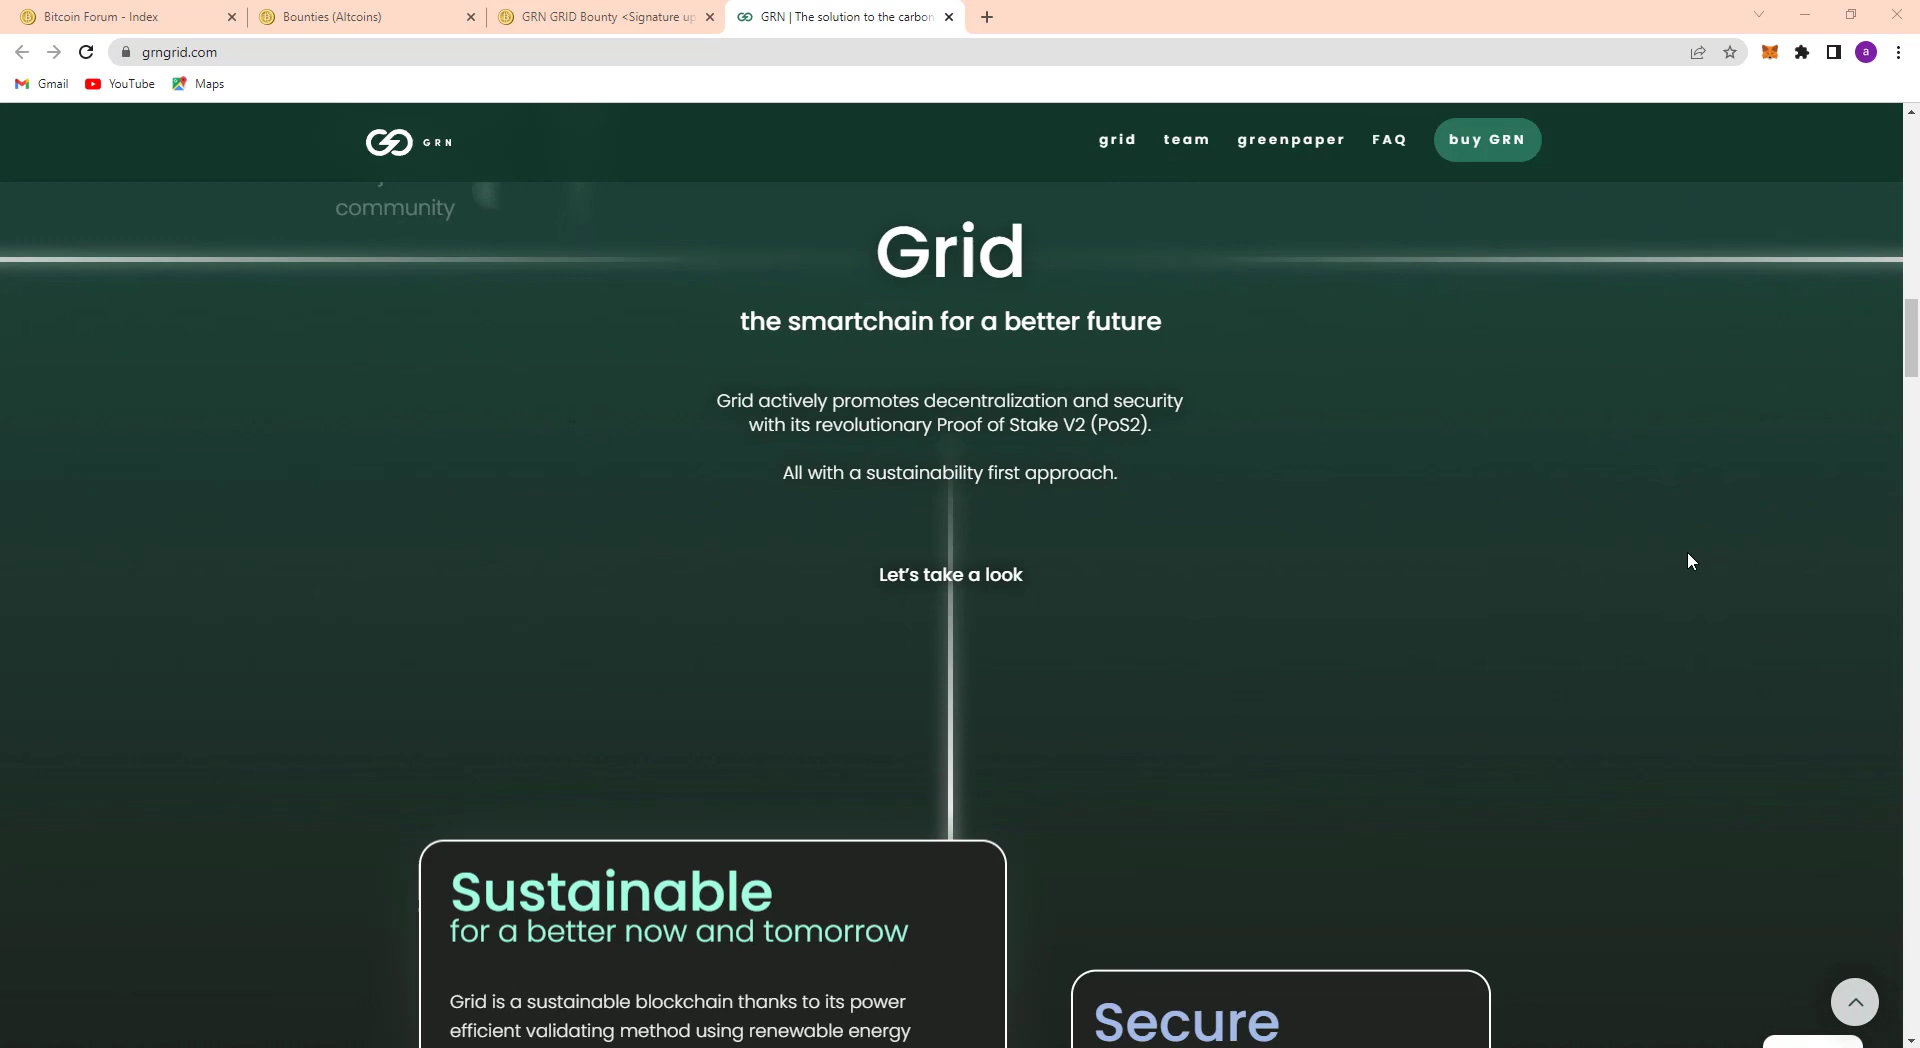 Bitcoin Forum - Index
Bounties (Altcoins)
GRN GRID Bounty <Signature up
GRN | The solution to the carbon
grngrid.com
a
Gmail
YouTube
Maps
GRN
grid
team
greenpaper
FAQ
buy GRN
community
Grid
the smartchain for a better future
Grid actively promotes decentralization and security
with its revolutionary Proof of Stake V2 (PoS2).
All with a sustainability first approach.
Let's take a look
Sustainable
for a better now and tomorrow
Grid is a sustainable blockchain thanks to its power
efficient validating method using renewable energy
Secure